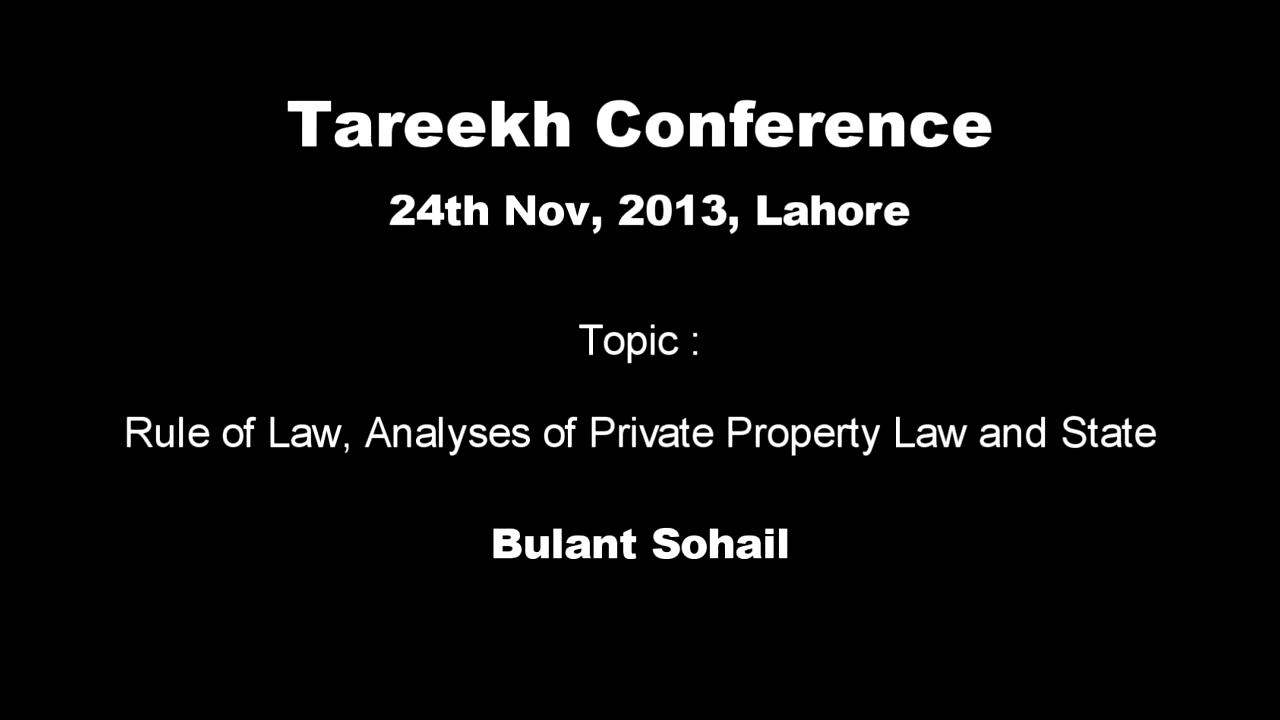 Tareekh Conference
24th Nov, 2013, Lahore
Topic :
Rule of Law, Analyses of Private Property Law and State
Bulant Sohail